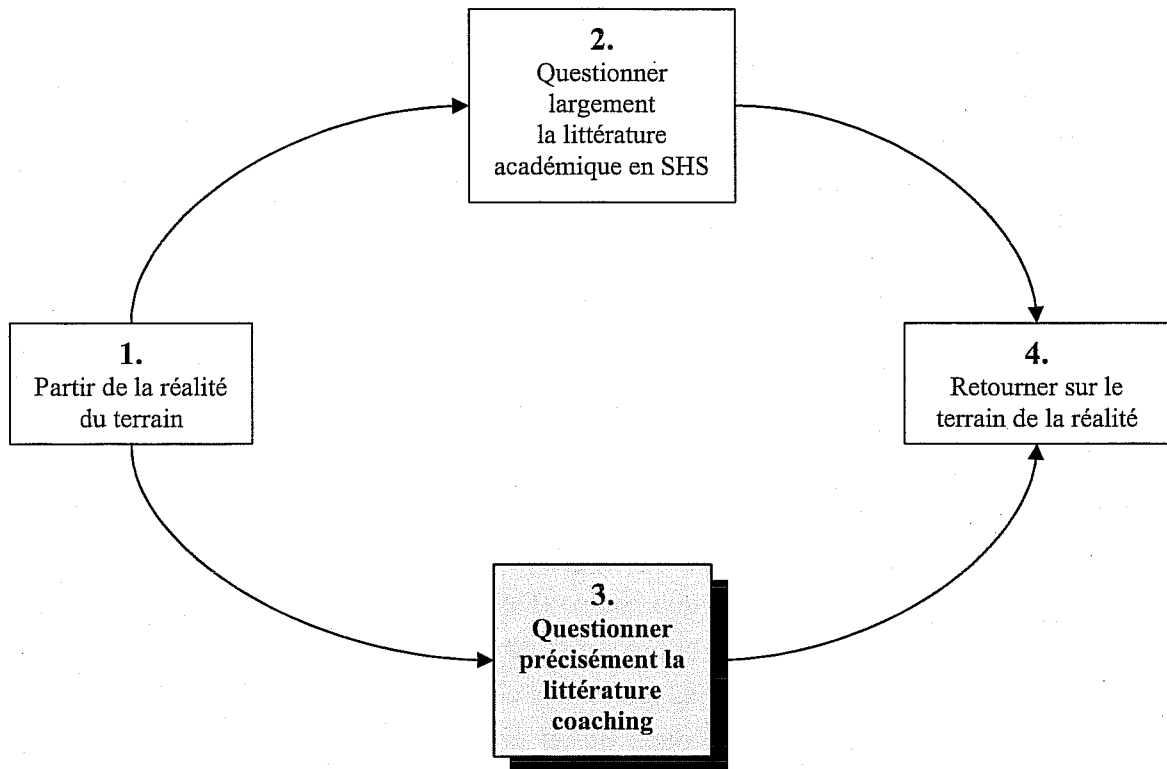 2.
Questionner
largement
la littérature
académique en SHS
1.
Partir de la réalité
du terrain
4.
Retourner sur le
terrain de la réalité
3.
Questionner
précisément la
littérature
coaching